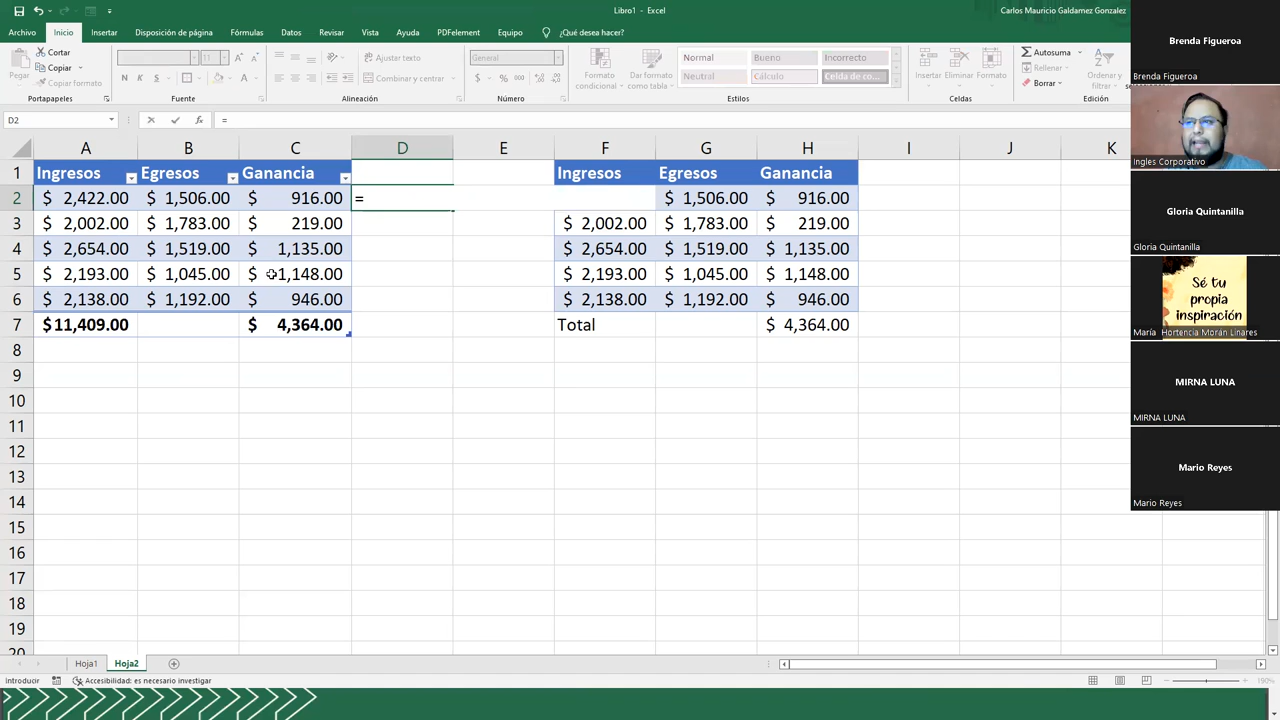 Libro1 - Excel
Carlos Mauricio Galdamez Gonzalez
Archivo Inicio Insertar Disposición de página Fórmulas Datos Revisar Vista Ayuda PDFelement Equipo ¿Qué desea hacer?
Pegar
Cortar
Copiar
Copiar formato
Portapapeles
11
N K S
Fuente
Ajustar texto
Combinar y centrar
Alineación
General
$ % 000
Número
Formato condicional
Dar formato como tabla
Normal Bueno Incorrecto
Neutral Cálculo Celda de co...
Estilos
Insertar Eliminar Formato
Celdas
Autosuma
Rellenar
Borrar
Ordenar y filtrar
Edición
D2 fx =
A B C D E F G H I J K
1 Ingresos Egresos Ganancia Ingresos Egresos Ganancia
2 $ 2,422.00 $ 1,506.00 $ 916.00 = $ 1,506.00 $ 916.00
3 $ 2,002.00 $ 1,783.00 $ 219.00 $ 2,002.00 $ 1,783.00 $ 219.00
4 $ 2,654.00 $ 1,519.00 $ 1,135.00 $ 2,654.00 $ 1,519.00 $ 1,135.00
5 $ 2,193.00 $ 1,045.00 $ 1,148.00 $ 2,193.00 $ 1,045.00 $ 1,148.00
6 $ 2,138.00 $ 1,192.00 $ 946.00 $ 2,138.00 $ 1,192.00 $ 946.00
7 $11,409.00 $ 4,364.00 Total $ 4,364.00
8
9
10
11
12
13
14
15
16
17
18
19
20
Hoja1 Hoja2
Introducir Accesibilidad: es necesario investigar 190%
Brenda Figueroa
Brenda Figueroa
Ingles Corporativo
Gloria Quintanilla
Gloria Quintanilla
Sé tu
propia
inspiración
María Hortencia Morán Linares
MIRNA LUNA
MIRNA LUNA
Mario Reyes
Mario Reyes